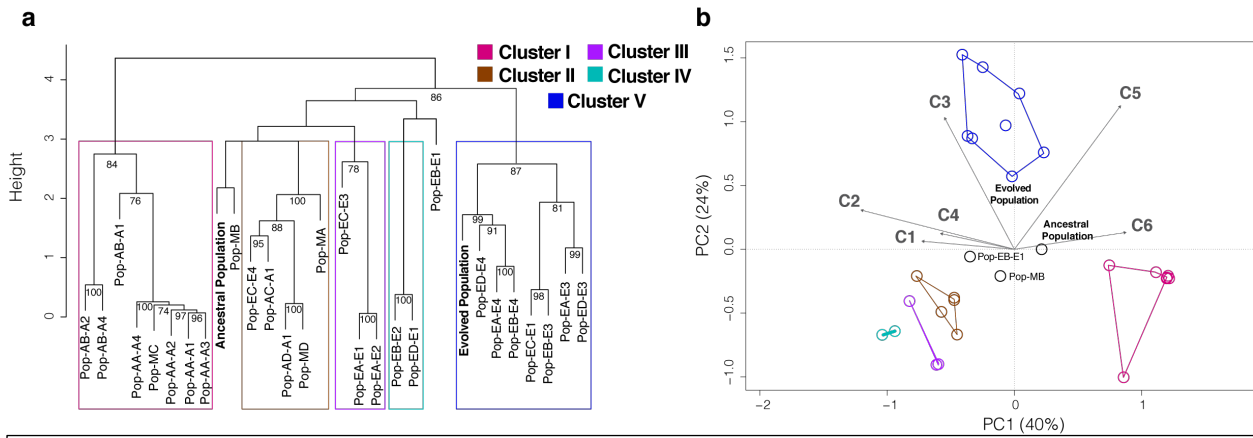 a
b
Cluster I
Cluster III
Cluster II
Cluster IV
Cluster V
Height
4
3
2
1
0
86
84
76
100
100
74
97
96
78
100
95
88
100
100
100
87
99
91
100
81
98
99
Pop-AB-A2
Pop-AB-A4
Pop-AB-A1
Pop-AA-A4
Pop-MC
Pop-AA-A2
Pop-AA-A1
Pop-AA-A3
Ancestral Population
Pop-MB
Pop-EC-E4
Pop-AC-A1
Pop-AD-A1
Pop-MD
Pop-MA
Pop-EC-E3
Pop-EA-E1
Pop-EA-E2
Pop-EB-E2
Pop-ED-E1
Pop-EB-E1
Evolved Population
Pop-ED-E4
Pop-EA-E4
Pop-EB-E4
Pop-EC-E1
Pop-EB-E3
Pop-EA-E3
Pop-ED-E3
PC2 (24%)
1.5
1.0
0.5
0.0
−0.5
−1.0
C3
C5
C2
C4
C1
C6
Evolved
Population
Ancestral
Population
Pop-EB-E1
Pop-MB
−2
−1
0
1
PC1 (40%)